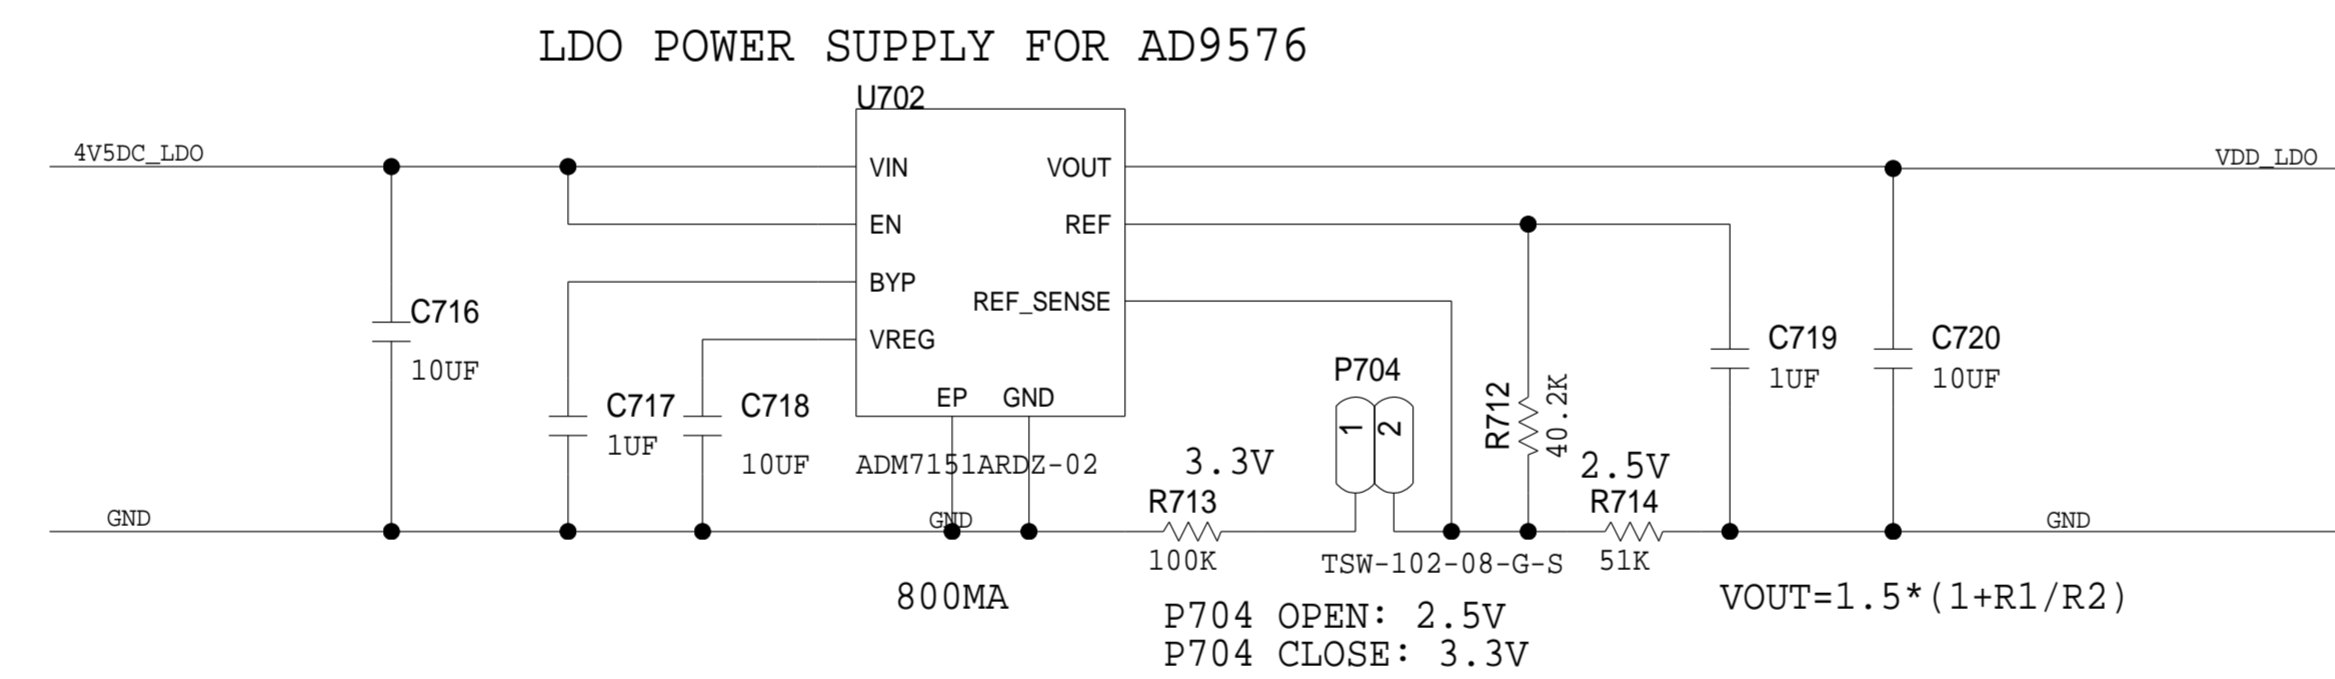 LDO POWER SUPPLY FOR AD9576
U702
4V5DC_LDO
VIN
VOUT
VDD_LDO
EN
REF
BYP
REF_SENSE
VREG
C716
10UF
C719
1UF
C720
10UF
P704
1
2
R712
40.2K
EP
GND
C717
1UF
C718
10UF
ADM7151ARDZ-02
3.3V
R713
100K
2.5V
R714
51K
GND
GND
GND
TSW-102-08-G-S
800MA
P704 OPEN: 2.5V
P704 CLOSE: 3.3V
VOUT=1.5*(1+R1/R2)